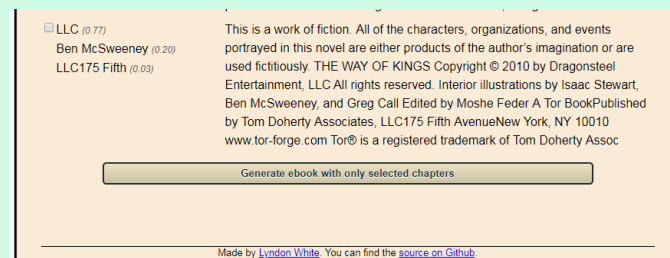 LLC (0.77)
Ben McSweeney (0.20)
LLC175 Fifth (0.03)
This is a work of fiction. All of the characters, organizations, and events
portrayed in this novel are either products of the author's imagination or are
used fictitiously. THE WAY OF KINGS Copyright © 2010 by Dragonsteel
Entertainment, LLC All rights reserved. Interior illustrations by Isaac Stewart,
Ben McSweeney, and Greg Call Edited by Moshe Feder A Tor BookPublished
by Tom Doherty Associates, LLC175 Fifth AvenueNew York, NY 10010
www.tor-forge.com Tor® is a registered trademark of Tom Doherty Assoc
Generate ebook with only selected chapters
Made by Lyndon White. You can find the source on Github.